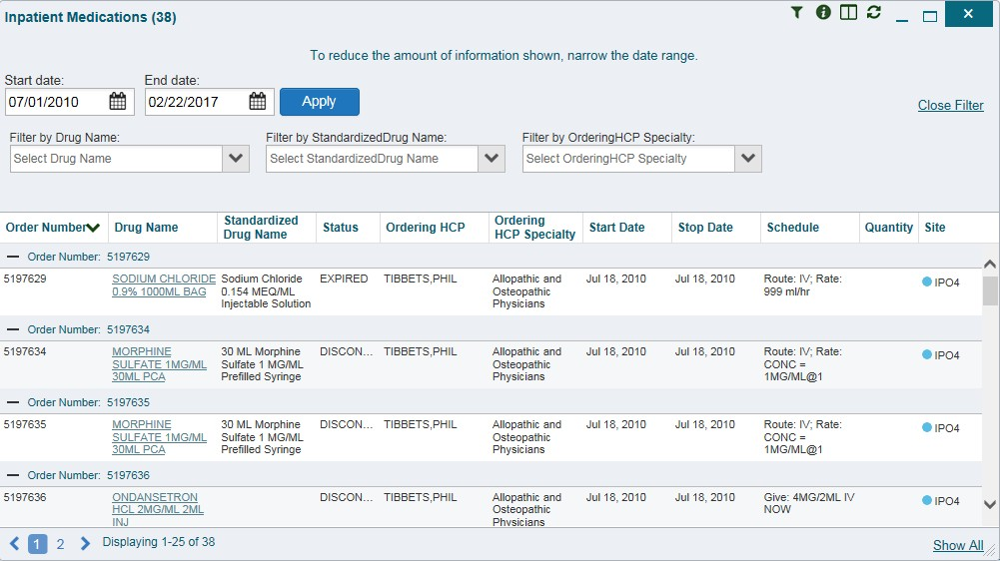 Inpatient Medications (38)
To reduce the amount of information shown, narrow the date range.
Start date: End date:
07/01/2010 02/22/2017 Apply
Close Filter
Filter by Drug Name: Filter by StandardizedDrug Name: Filter by OrderingHCP Specialty:
Select Drug Name Select StandardizedDrug Name Select OrderingHCP Specialty
Order Number Drug Name Standardized Drug Name Status Ordering HCP Ordering HCP Specialty Start Date Stop Date Schedule Quantity Site
Order Number: 5197629
5197629 SODIUM CHLORIDE Sodium Chloride EXPIRED TIBBETS,PHIL Allopathic and Jul 18, 2010 Jul 18, 2010 Route: IV; Rate: IPO4
0.9% 1000ML BAG 0.154 MEQ/ML Osteopathic 999 ml/hr
Injectable Solution Physicians
Order Number: 5197634
5197634 MORPHINE 30 ML Morphine DISCON... TIBBETS,PHIL Allopathic and Jul 18, 2010 Jul 18, 2010 Route: IV; Rate: IPO4
SULFATE 1MG/ML Sulfate 1 MG/ML Osteopathic CONC =
30ML PCA Prefilled Syringe Physicians 1MG/ML@1
Order Number: 5197635
5197635 MORPHINE 30 ML Morphine DISCON... TIBBETS,PHIL Allopathic and Jul 18, 2010 Jul 18, 2010 Route: IV; Rate: IPO4
SULFATE 1MG/ML Sulfate 1 MG/ML Osteopathic CONC =
30ML PCA Prefilled Syringe Physicians 1MG/ML@1
Order Number: 5197636
5197636 ONDANSETRON DISCON... TIBBETS,PHIL Allopathic and Jul 18, 2010 Jul 18, 2010 Give: 4MG/2ML IV IPO4
HCL 2MG/ML 2ML Osteopathic NOW
INJ Physicians
1 2 Displaying 1-25 of 38 Show All